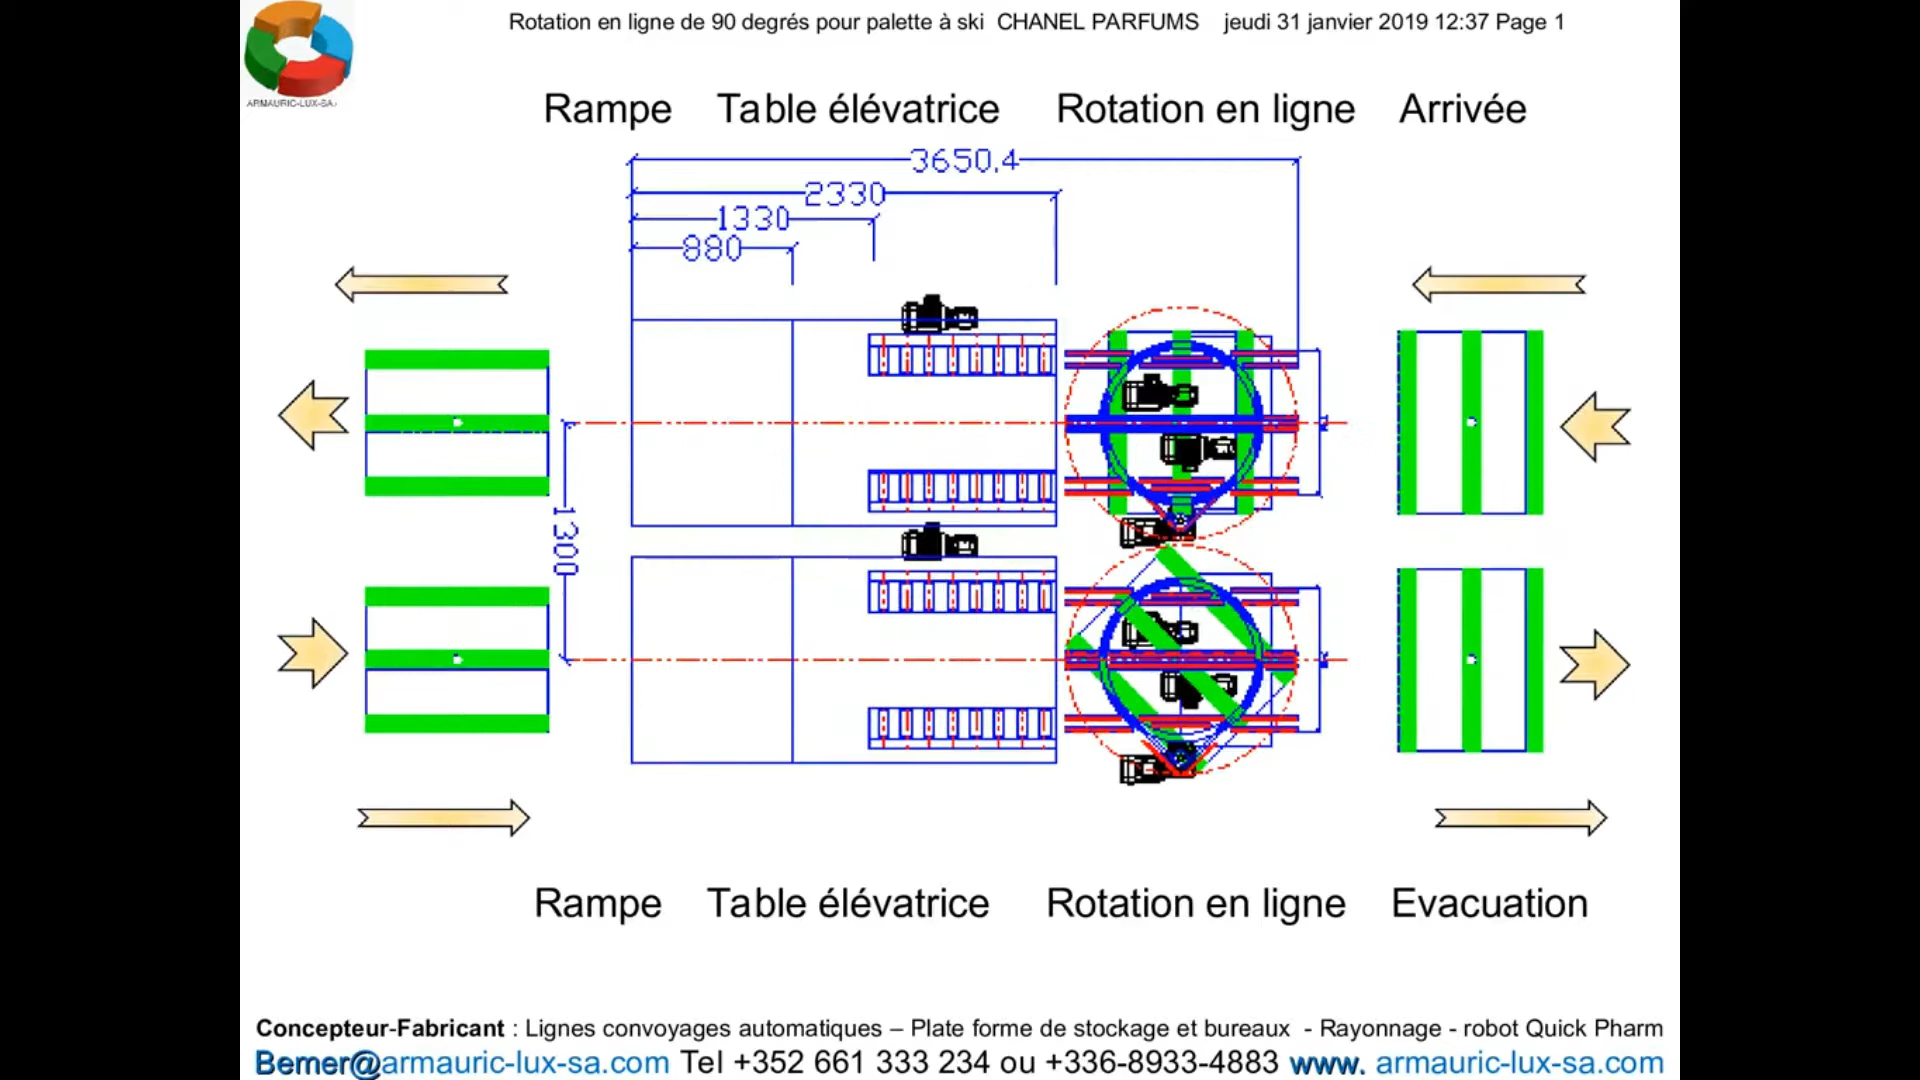 Rotation en ligne de 90 degrés pour palette à ski CHANEL PARFUMS jeudi 31 janvier 2019 12:37 Page 1
ARMAURIC-LUX-SA
Rampe Table élévatrice Rotation en ligne Arrivée
3650.4
2330
1330
880
1300
Rampe Table élévatrice Rotation en ligne Evacuation
Concepteur-Fabricant : Lignes convoyages automatiques – Plate forme de stockage et bureaux - Rayonnage - robot Quick Pharm
Bemer@armauric-lux-sa.com Tel +352 661 333 234 ou +336-8933-4883 www. armauric-lux-sa.com